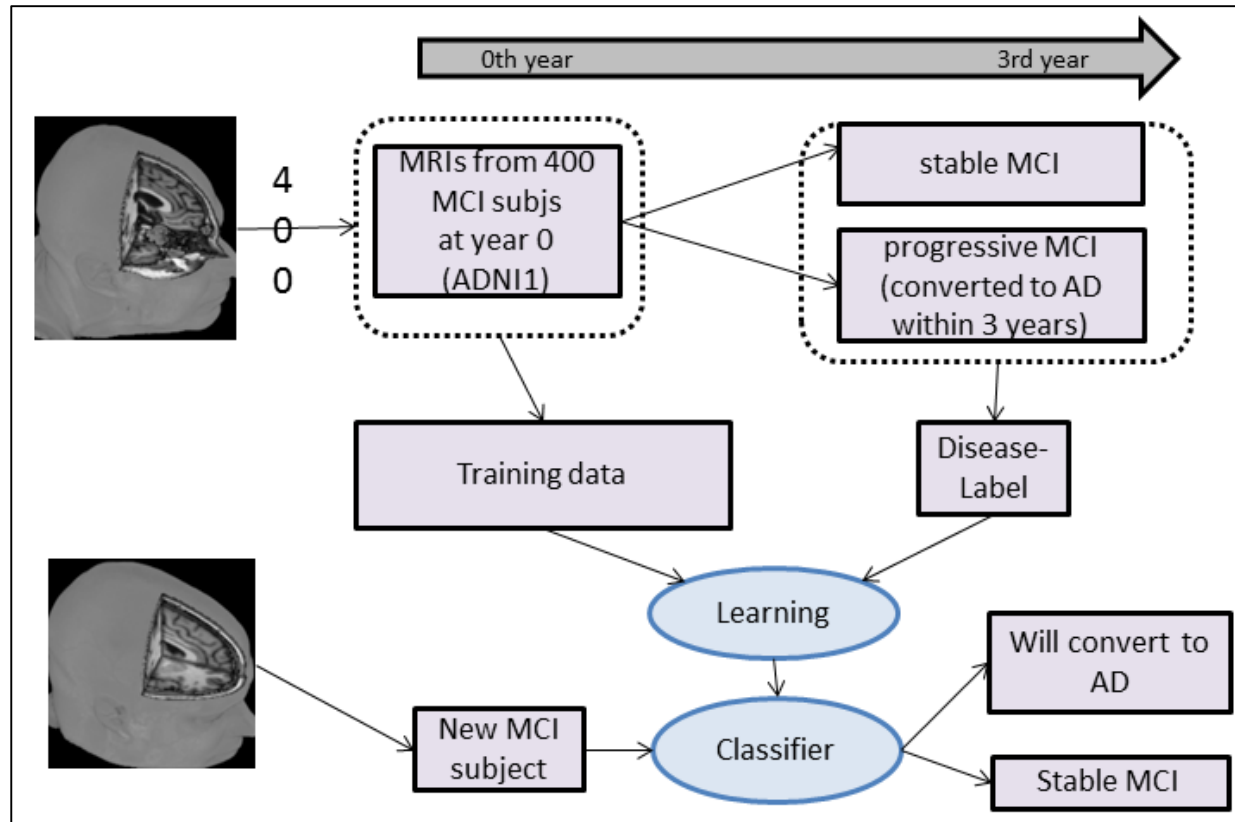 0th year
3rd year
4
0
0
MRIs from 400
MCI subjs
at year 0
(ADNI1)
stable MCI
progressive MCI
(converted to AD
within 3 years)
Training data
Disease-
Label
Learning
Will convert to
AD
New MCI
subject
Classifier
Stable MCI